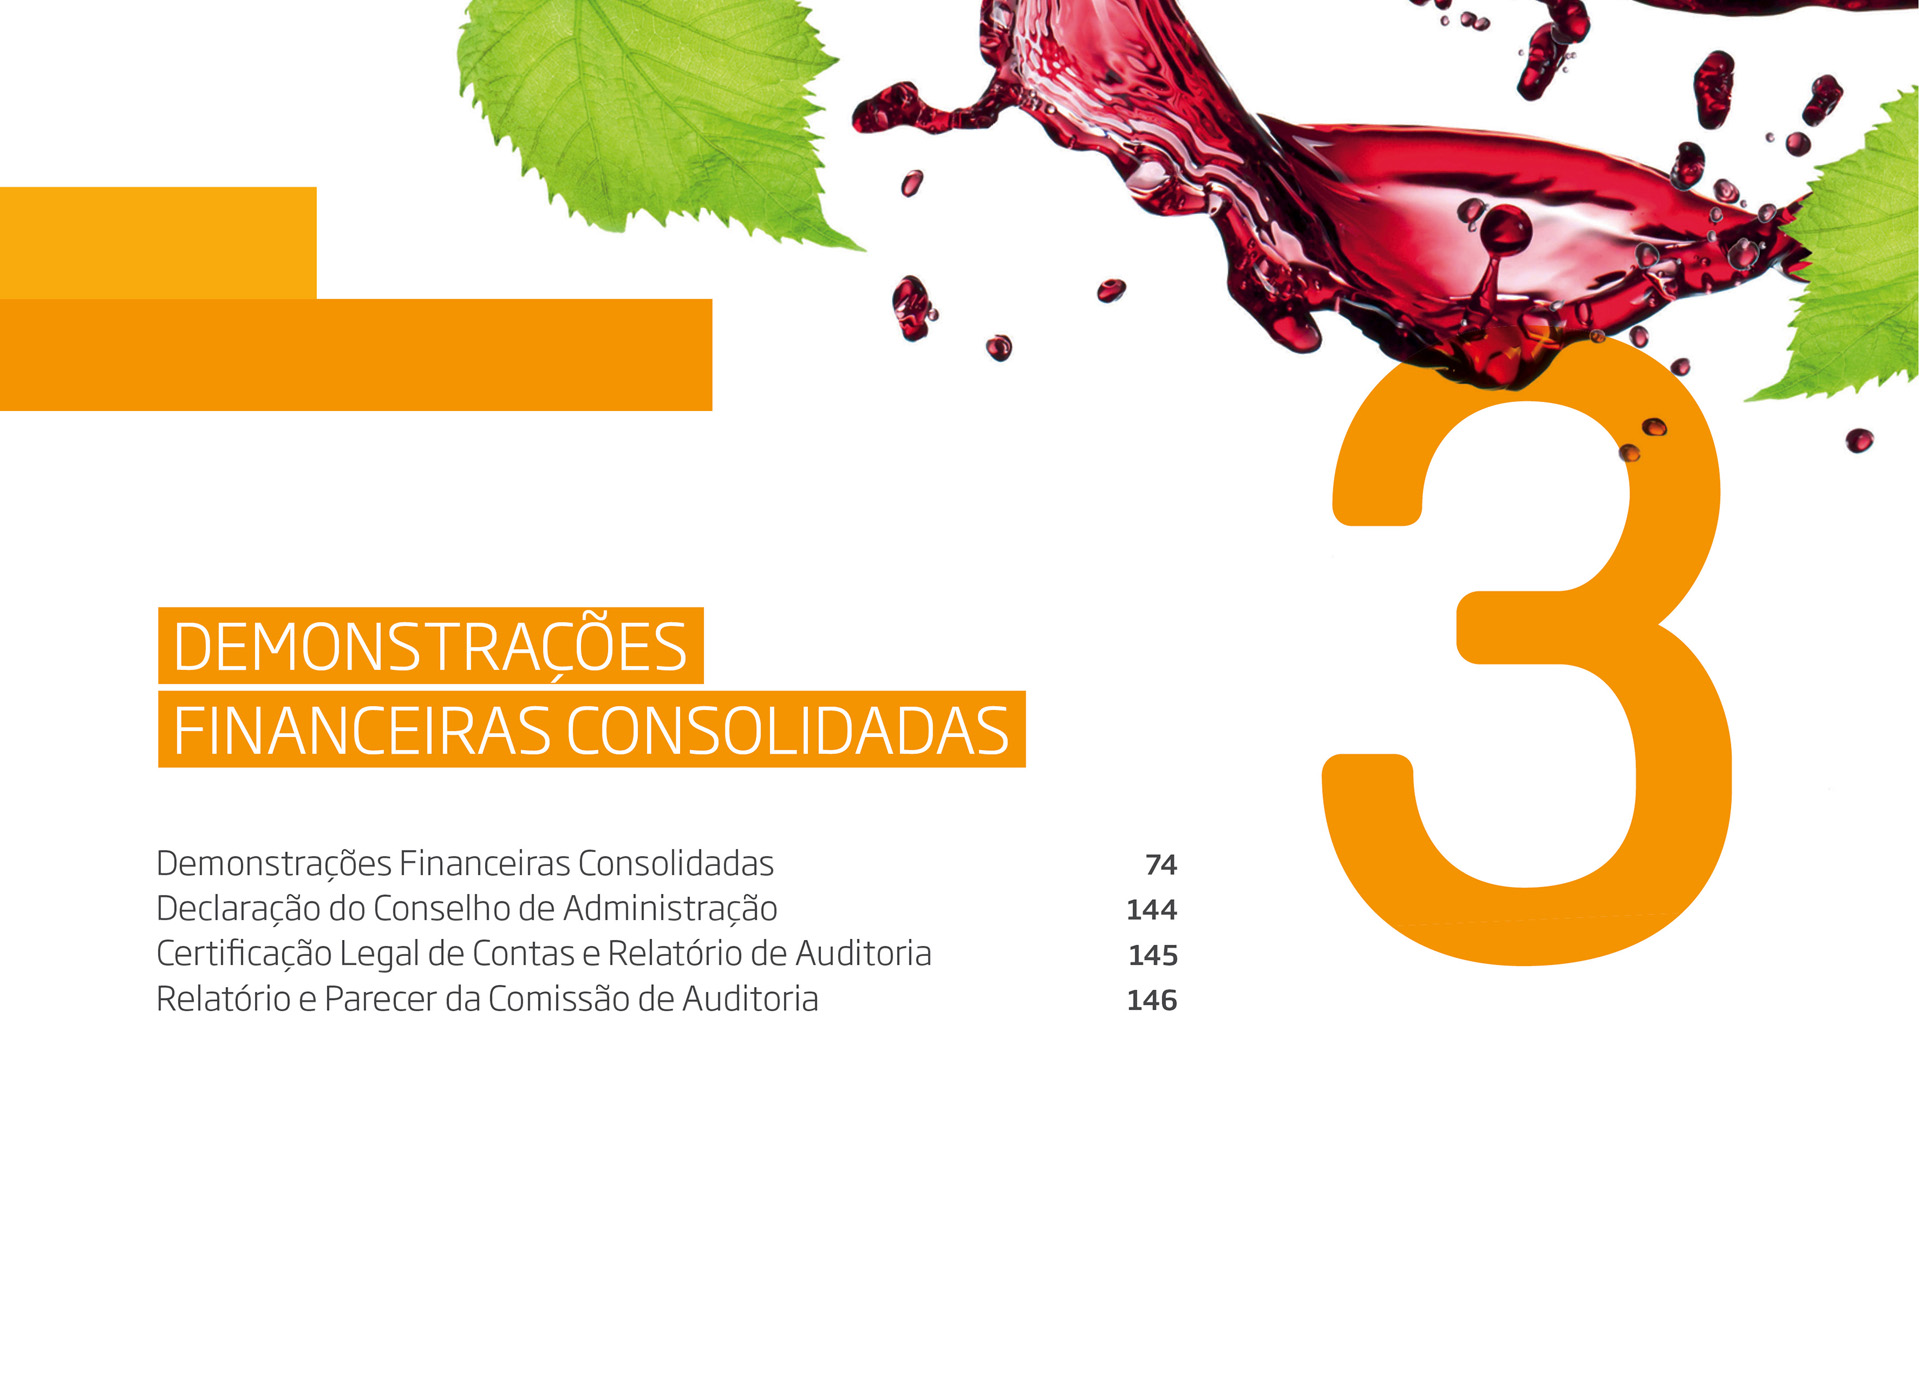 3
DEMONSTRAÇÕES
FINANCEIRAS CONSOLIDADAS
Demonstrações Financeiras Consolidadas 74
Declaração do Conselho de Administração 144
Certificação Legal de Contas e Relatório de Auditoria 145
Relatório e Parecer da Comissão de Auditoria 146